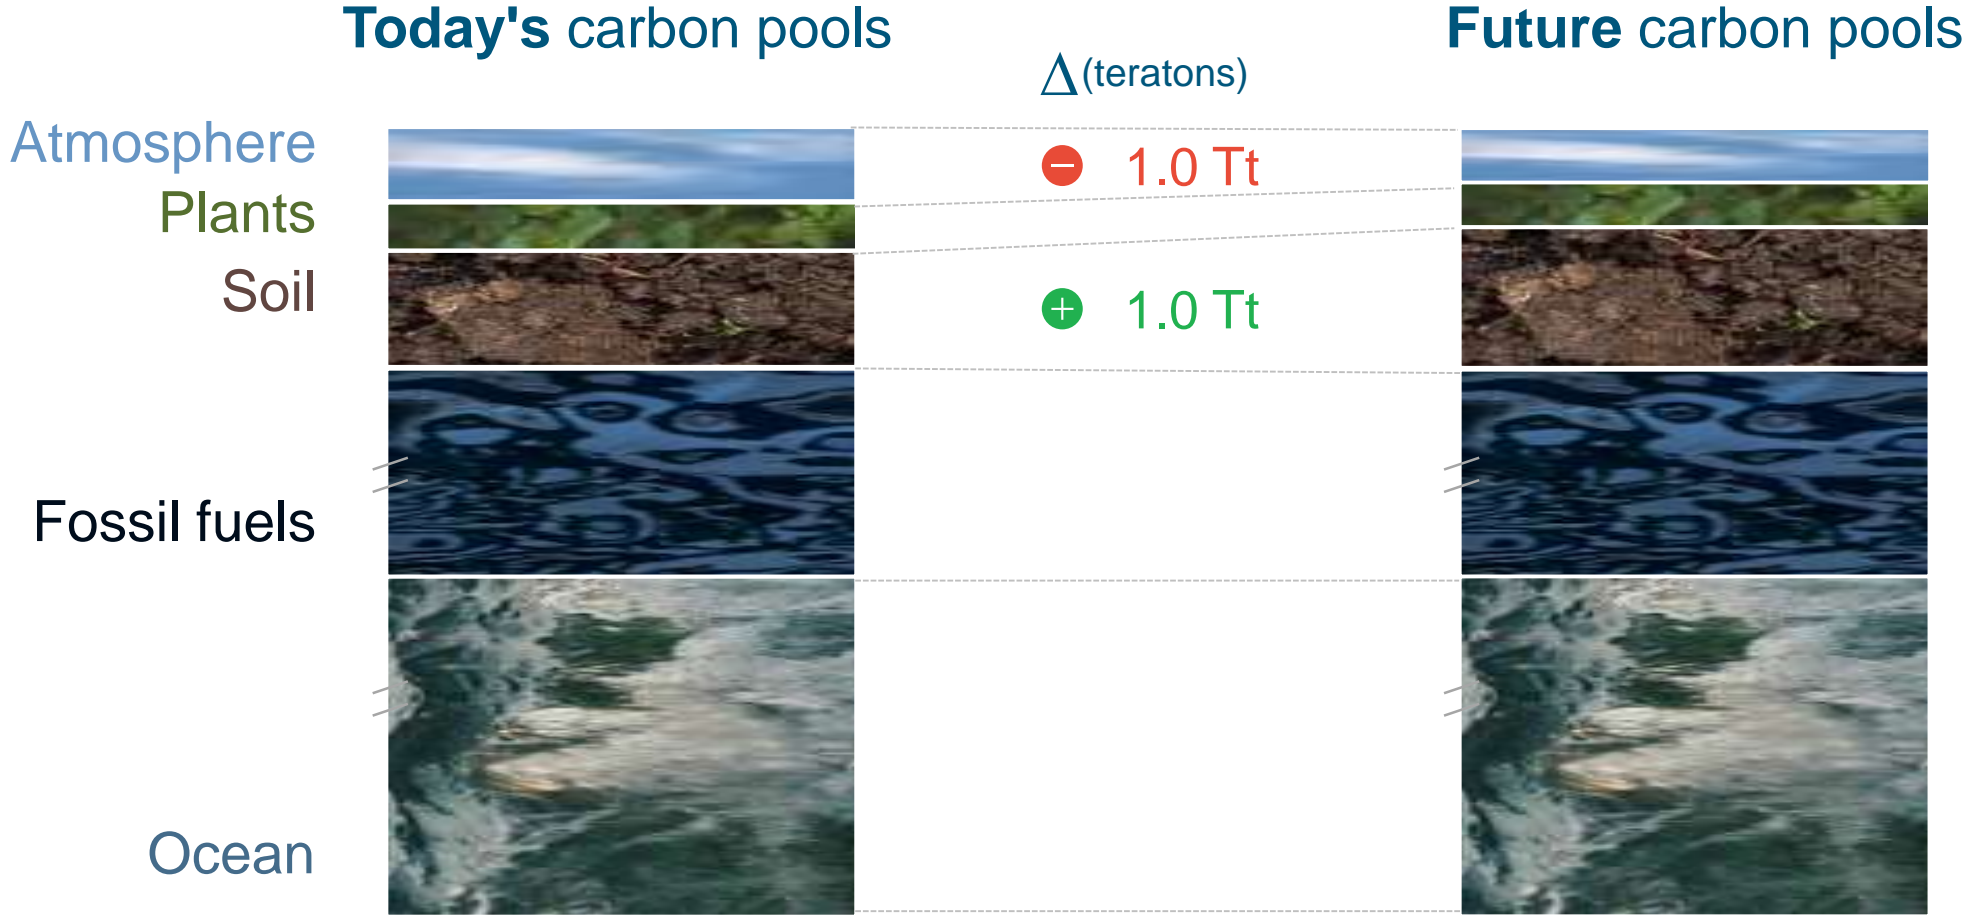 Today's carbon pools
Future carbon pools
Δ (teratons)
Atmosphere
− 1.0 Tt
Plants
Soil
+ 1.0 Tt
Fossil fuels
Ocean